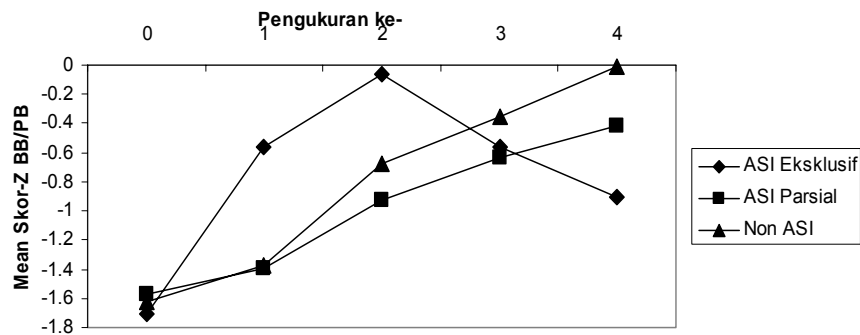 Pengukuran ke-
0 1 2 3 4
0
-0.2
-0.4
-0.6
-0.8
-1
-1.2
-1.4
-1.6
-1.8
Mean Skor-Z BB/PB
ASI Eksklusif
ASI Parsial
Non ASI